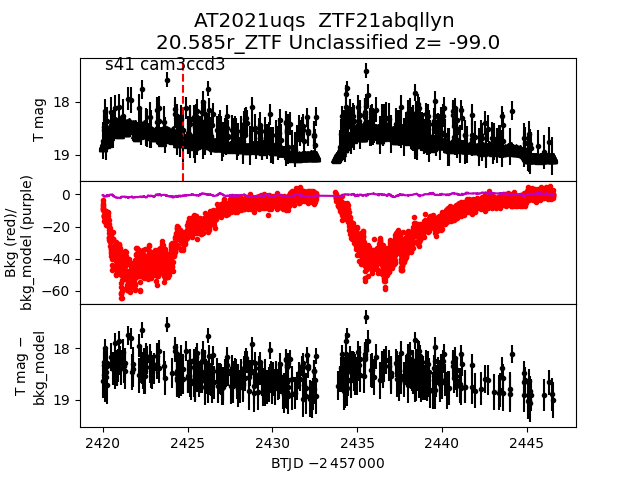 AT2021uqs  ZTF21abqllyn
20.585r_ZTF Unclassified z= -99.0
s41 cam3ccd3
T mag
18
19
Bkg (red)/
bkg_model (purple)
0
−20
−40
−60
T mag −
bkg_model
18
19
2420 2425 2430 2435 2440 2445
BTJD −2 457 000